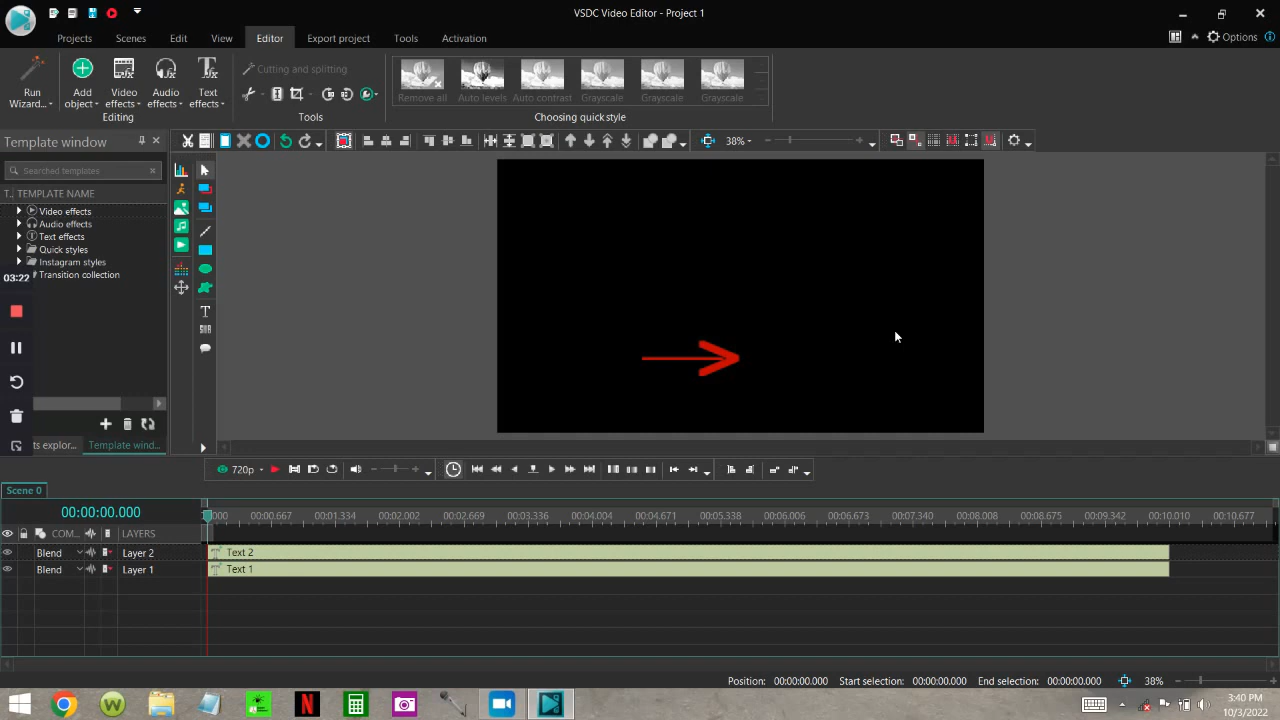 VSDC Video Editor - Project 1
Projects Scenes Edit View Editor Export project Tools Activation
Options
Run Wizard...
Add object
Video effects
Audio effects
Text effects
Editing
Cutting and splitting
Tools
Remove all
Auto levels
Auto contrast
Grayscale
Grayscale
Grayscale
Choosing quick style
Template window
38%
Searched templates
T... TEMPLATE NAME
Video effects
Audio effects
Text effects
Quick styles
Instagram styles
Transition collection
03:22
T
ts explor...
Template wind...
720p
Scene 0
00:00:00.000
000 00:00.667 00:01.334 00:02.002 00:02.669 00:03.336 00:04.004 00:04.671 00:05.338 00:06.006 00:06.673 00:07.340 00:08.008 00:08.676 00:09.342 00:10.010 00:10.677
COM... LAYERS
Blend Layer 2 Text 2
Blend Layer 1 Text 1
Position: 00:00:00.000 Start selection: 00:00:00.000 End selection: 00:00:00.000 38%
3:40 PM
10/3/2022